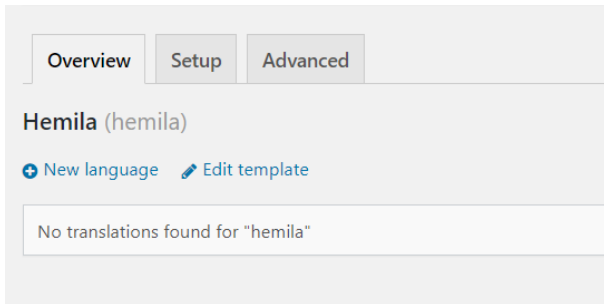 Overview Setup Advanced
Hemila (hemila)
New language Edit template
No translations found for "hemila"